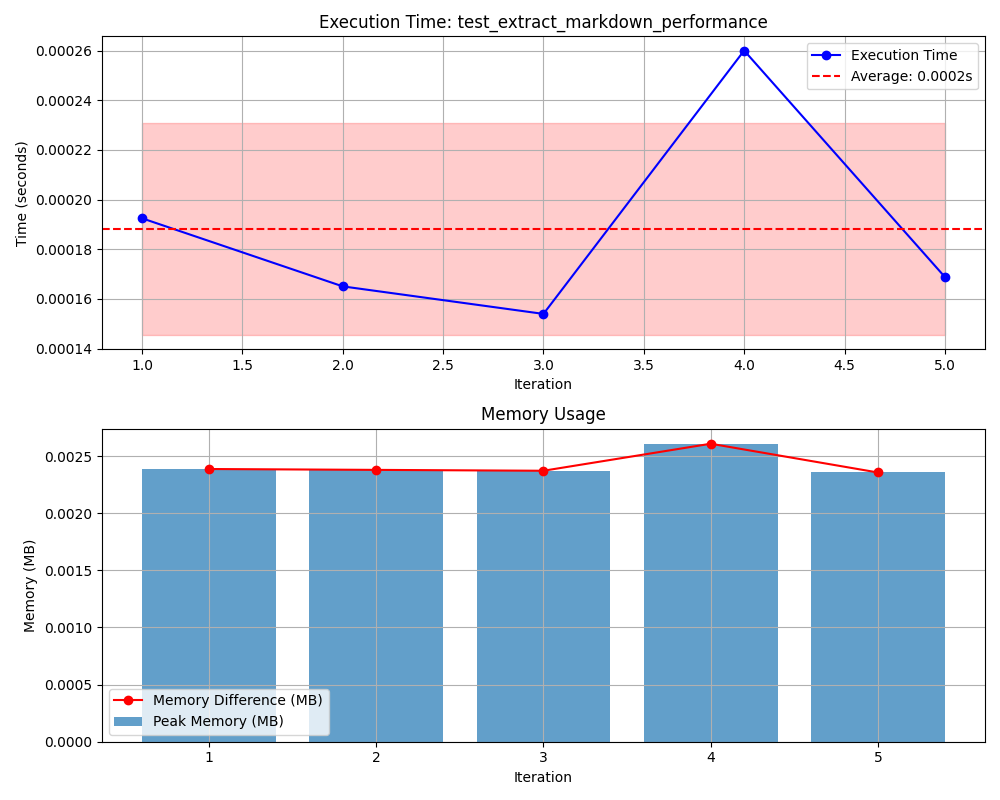 Execution Time: test_extract_markdown_performance
Time (seconds)
0.00026
0.00024
0.00022
0.00020
0.00018
0.00016
0.00014
Execution Time
Average: 0.0002s
1.0 1.5 2.0 2.5 3.0 3.5 4.0 4.5 5.0
Iteration
Memory Usage
Memory (MB)
0.0025
0.0020
0.0015
0.0010
0.0005
0.0000
Memory Difference (MB)
Peak Memory (MB)
1 2 3 4 5
Iteration